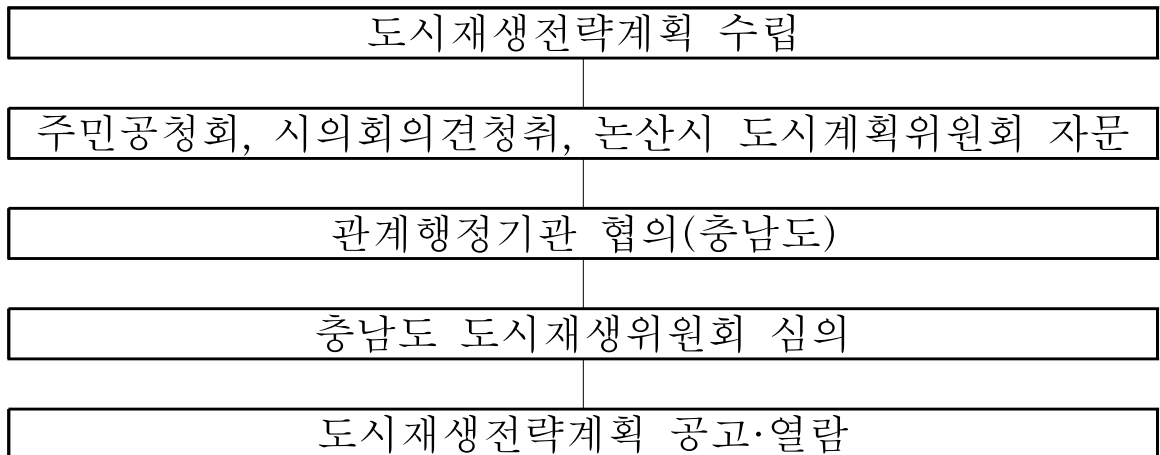 도시재생전략계획 수립
주민공청회, 시의회의견청취, 논산시 도시계획위원회 자문
관계행정기관 협의(충남도)
충남도 도시재생위원회 심의
도시재생전략계획 공고·열람